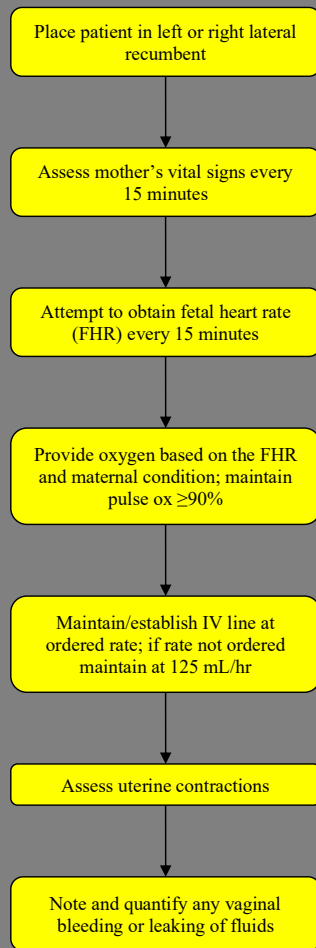 Place patient in left or right lateral
recumbent
Assess mother’s vital signs every
15 minutes
Attempt to obtain fetal heart rate
(FHR) every 15 minutes
Provide oxygen based on the FHR
and maternal condition; maintain
pulse ox ≥90%
Maintain/establish IV line at
ordered rate; if rate not ordered
maintain at 125 mL/hr
Assess uterine contractions
Note and quantify any vaginal
bleeding or leaking of fluids